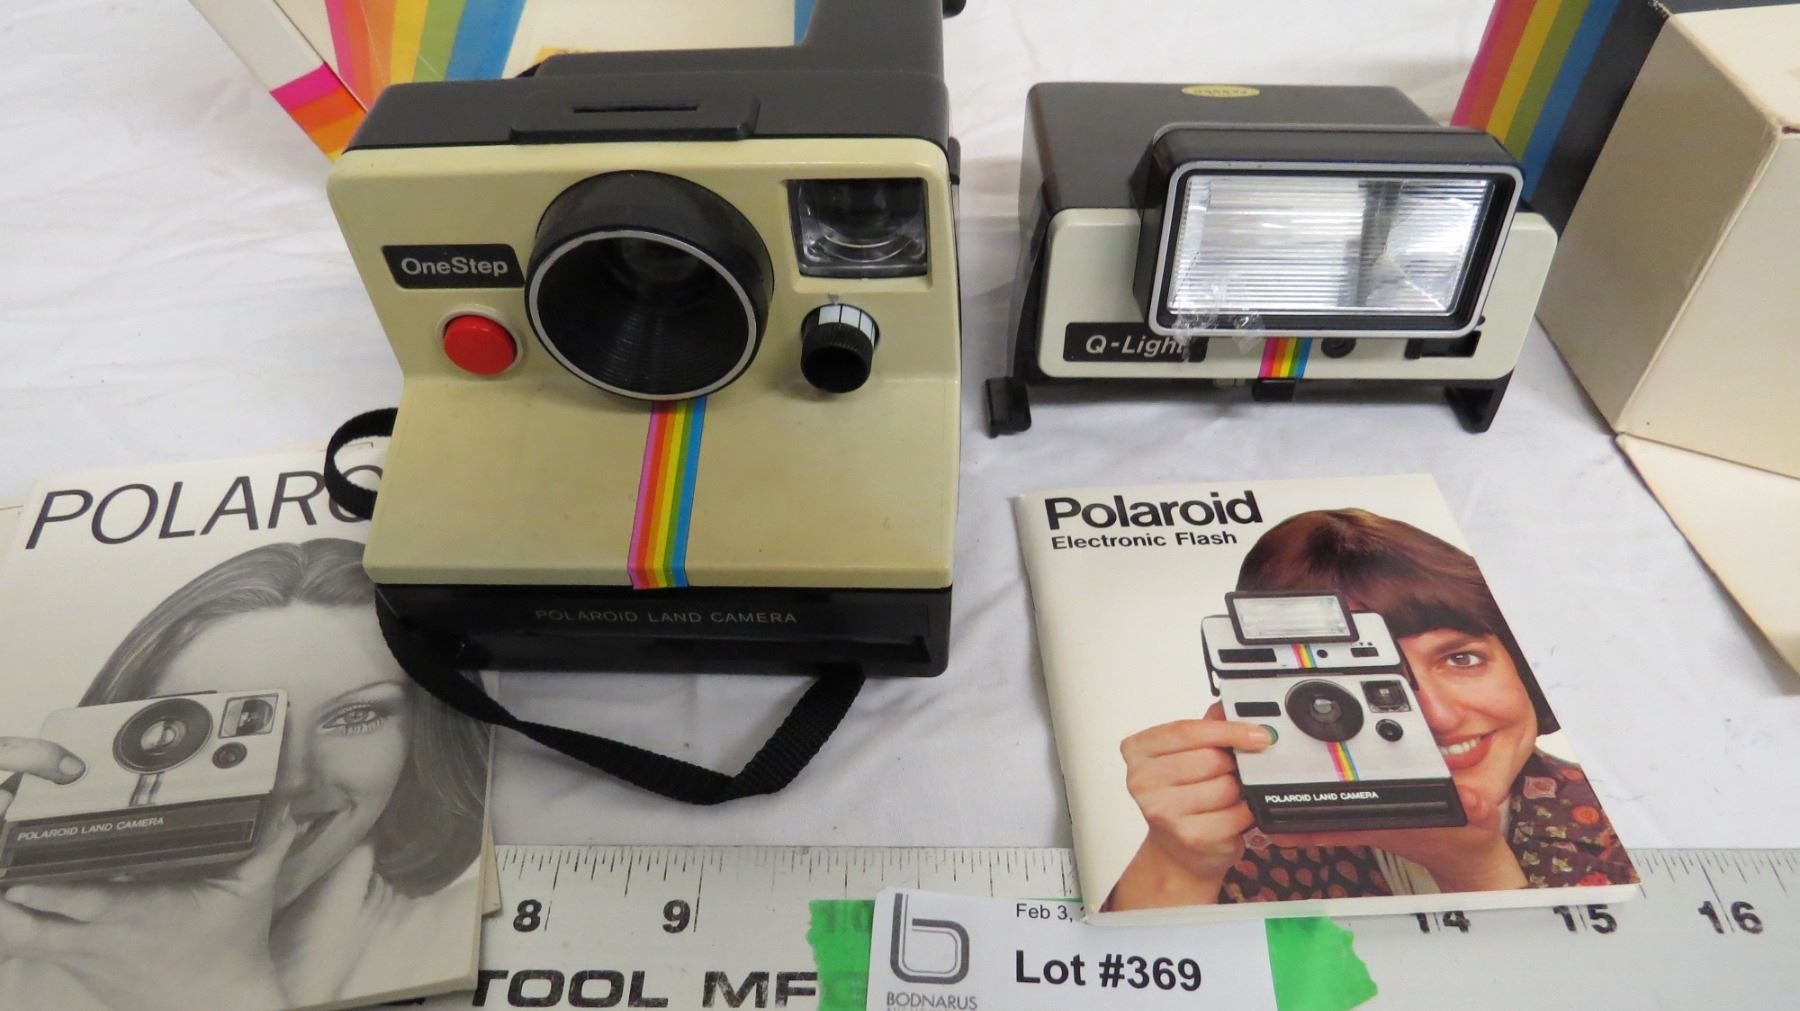 OneStep
POLAROID LAND CAMERA
Q-Light
Polaroid
Electronic Flash
POLAROID LAND CAMERA
POLARO
POLAROID LAND CAMERA
8 9 10 14 15 16
TOOL MF
Feb 3,
Lot #369
BODNARUS